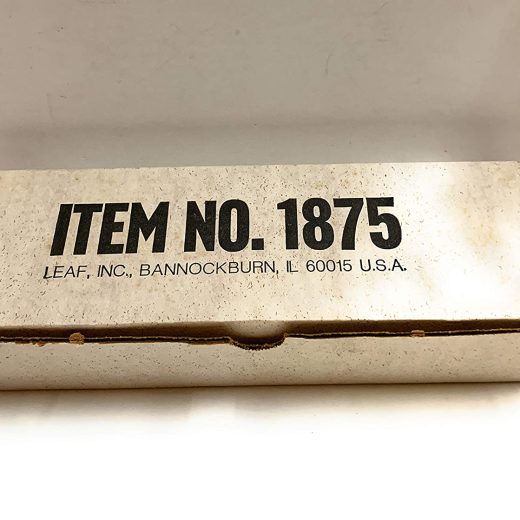 ITEM NO. 1875
LEAF, INC., BANNOCKBURN, IL 60015 U.S.A.